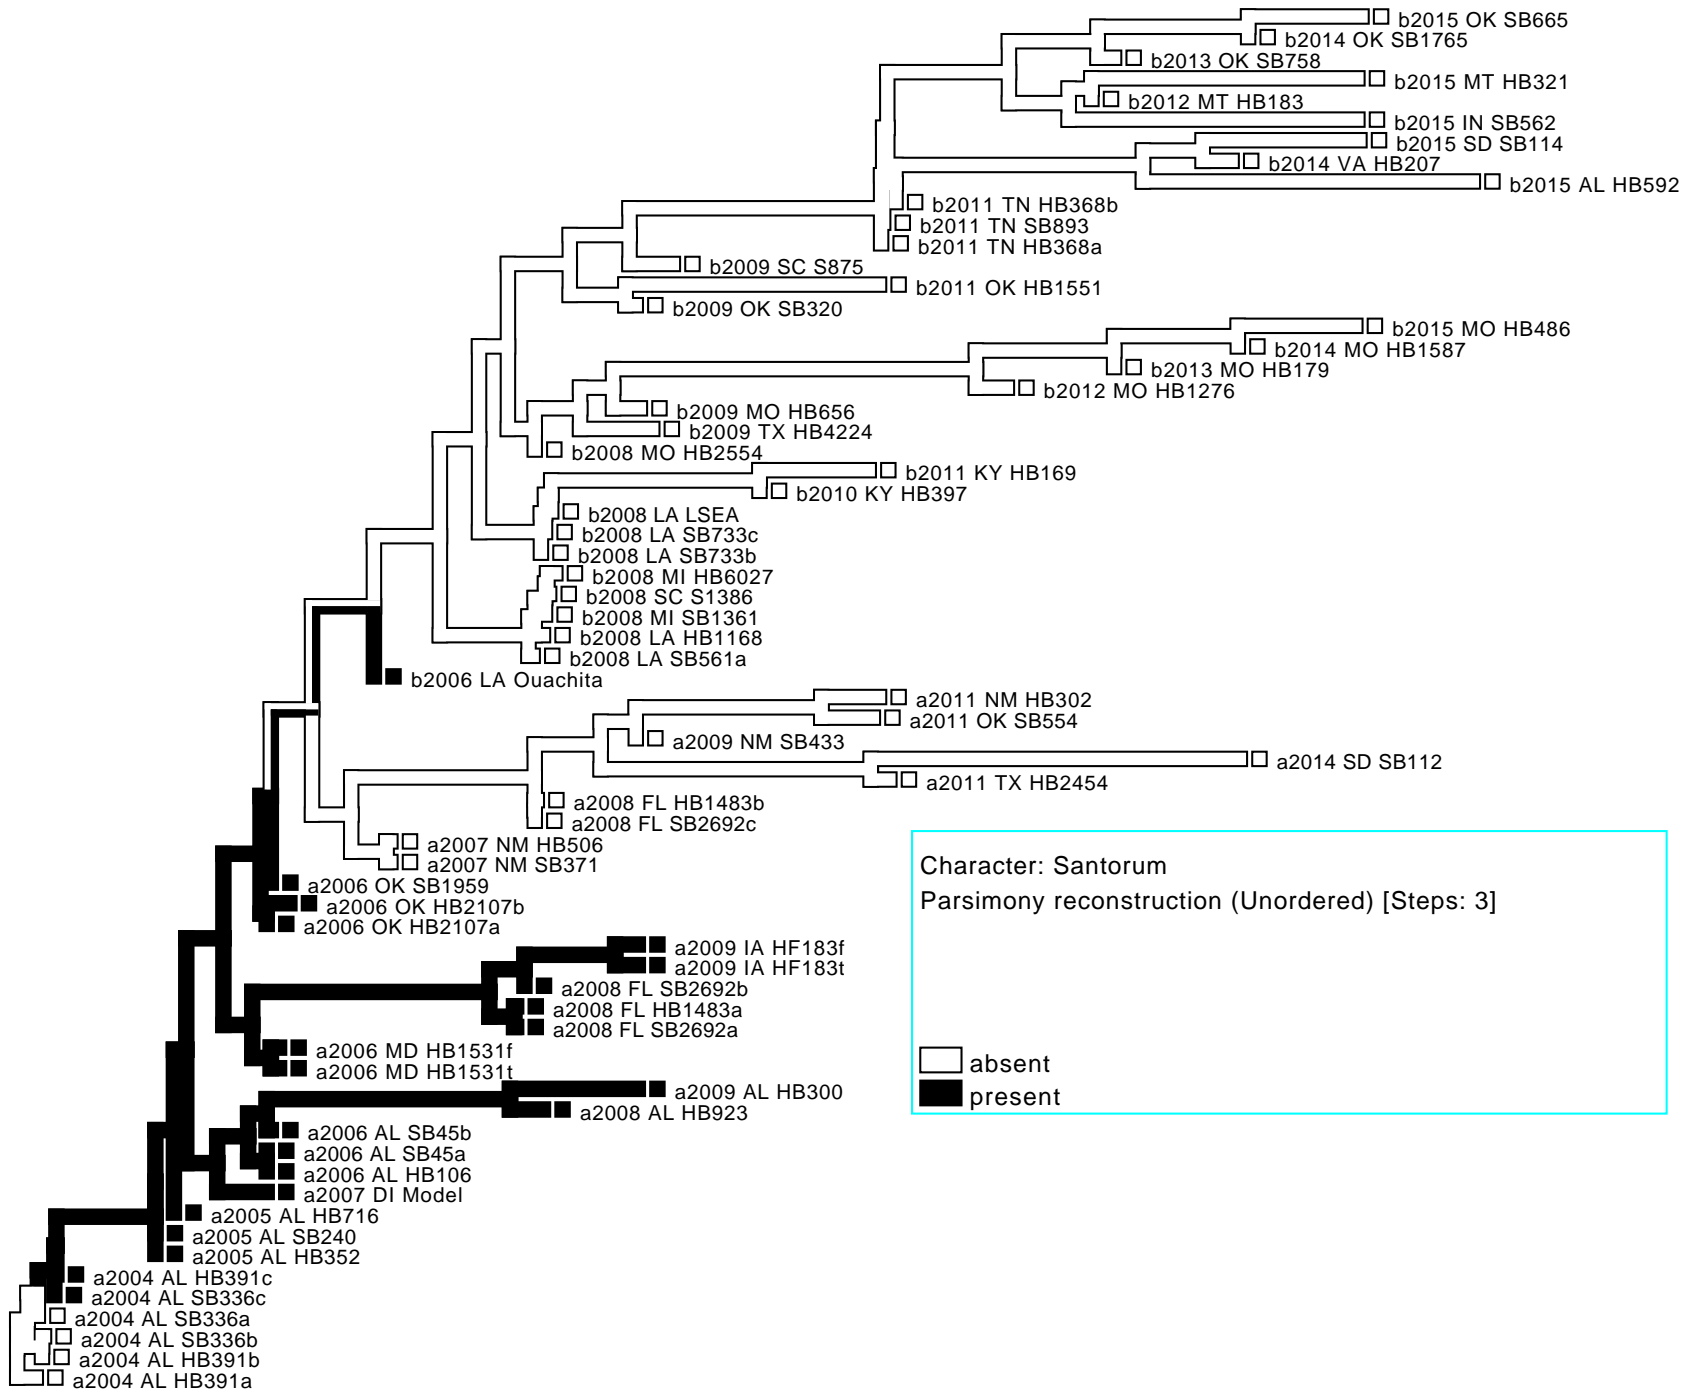 b2015 OK SB665
b2014 OK SB1765
b2013 OK SB758
b2015 MT HB321
b2012 MT HB183
b2015 IN SB562
b2015 SD SB114
b2014 VA HB207
b2015 AL HB592
b2011 TN HB368b
b2011 TN SB893
b2011 TN HB368a
b2009 SC S875
b2011 OK HB1551
b2009 OK SB320
b2015 MO HB486
b2014 MO HB1587
b2013 MO HB179
b2012 MO HB1276
b2009 MO HB656
b2009 TX HB4224
b2008 MO HB2554
b2011 KY HB169
b2010 KY HB397
b2008 LA LSEA
b2008 LA SB733c
b2008 LA SB733b
b2008 MI HB6027
b2008 SC S1386
b2008 MI SB1361
b2008 LA HB1168
b2008 LA SB561a
b2006 LA Ouachita
a2011 NM HB302
a2011 OK SB554
a2009 NM SB433
a2014 SD SB112
a2011 TX HB2454
a2008 FL HB1483b
a2008 FL SB2692c
a2007 NM HB506
a2007 NM SB371
a2006 OK SB1959
a2006 OK HB2107b
a2006 OK HB2107a
a2009 IA HF183f
a2009 IA HF183t
a2008 FL SB2692b
a2008 FL HB1483a
a2008 FL SB2692a
a2006 MD HB1531f
a2006 MD HB1531t
a2009 AL HB300
a2008 AL HB923
a2006 AL SB45b
a2006 AL SB45a
a2006 AL HB106
a2007 DI Model
a2005 AL HB716
a2005 AL SB240
a2005 AL HB352
a2004 AL HB391c
a2004 AL SB336c
a2004 AL SB336a
a2004 AL SB336b
a2004 AL HB391b
a2004 AL HB391a
Character: Santorum
Parsimony reconstruction (Unordered) [Steps: 3]
absent
present